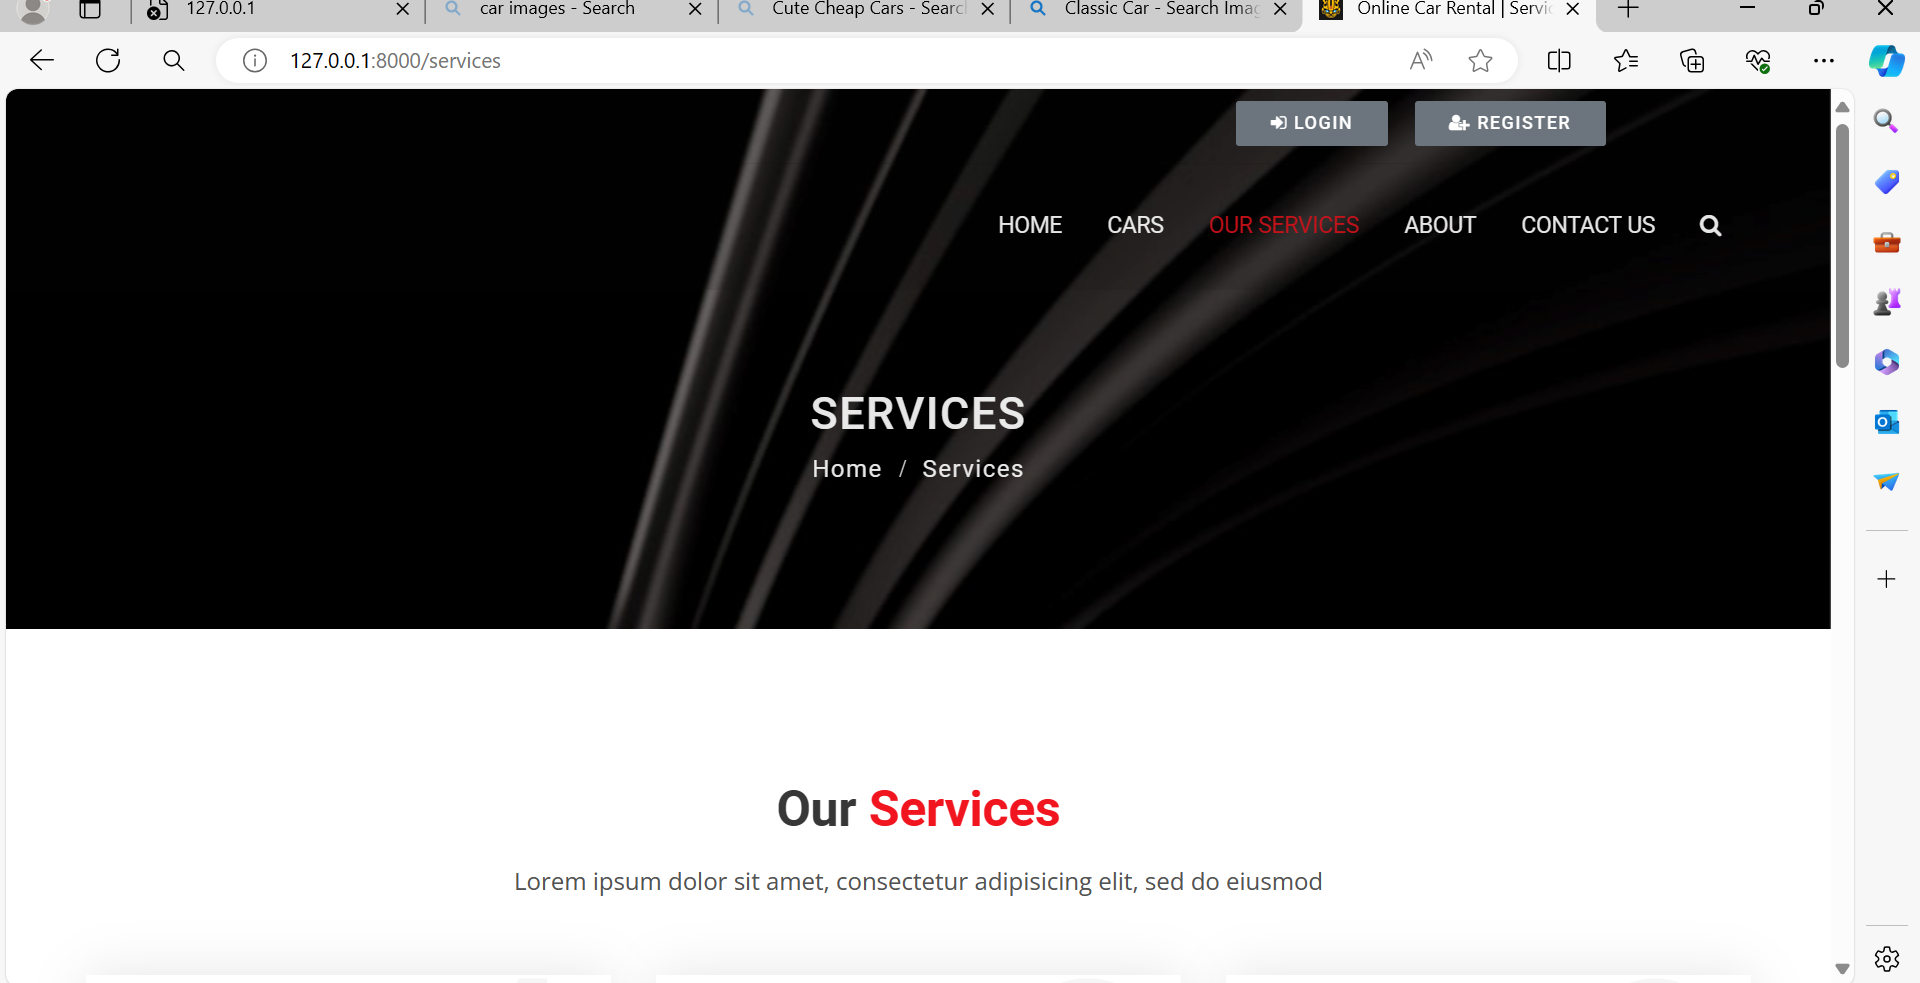 127.0.0.1
car images - Search
Cute Cheap Cars - Searc
Classic Car - Search Imag
Online Car Rental | Servic
127.0.0.1:8000/services
LOGIN
REGISTER
HOME
CARS
OUR SERVICES
ABOUT
CONTACT US
SERVICES
Home / Services
Our Services
Lorem ipsum dolor sit amet, consectetur adipisicing elit, sed do eiusmod